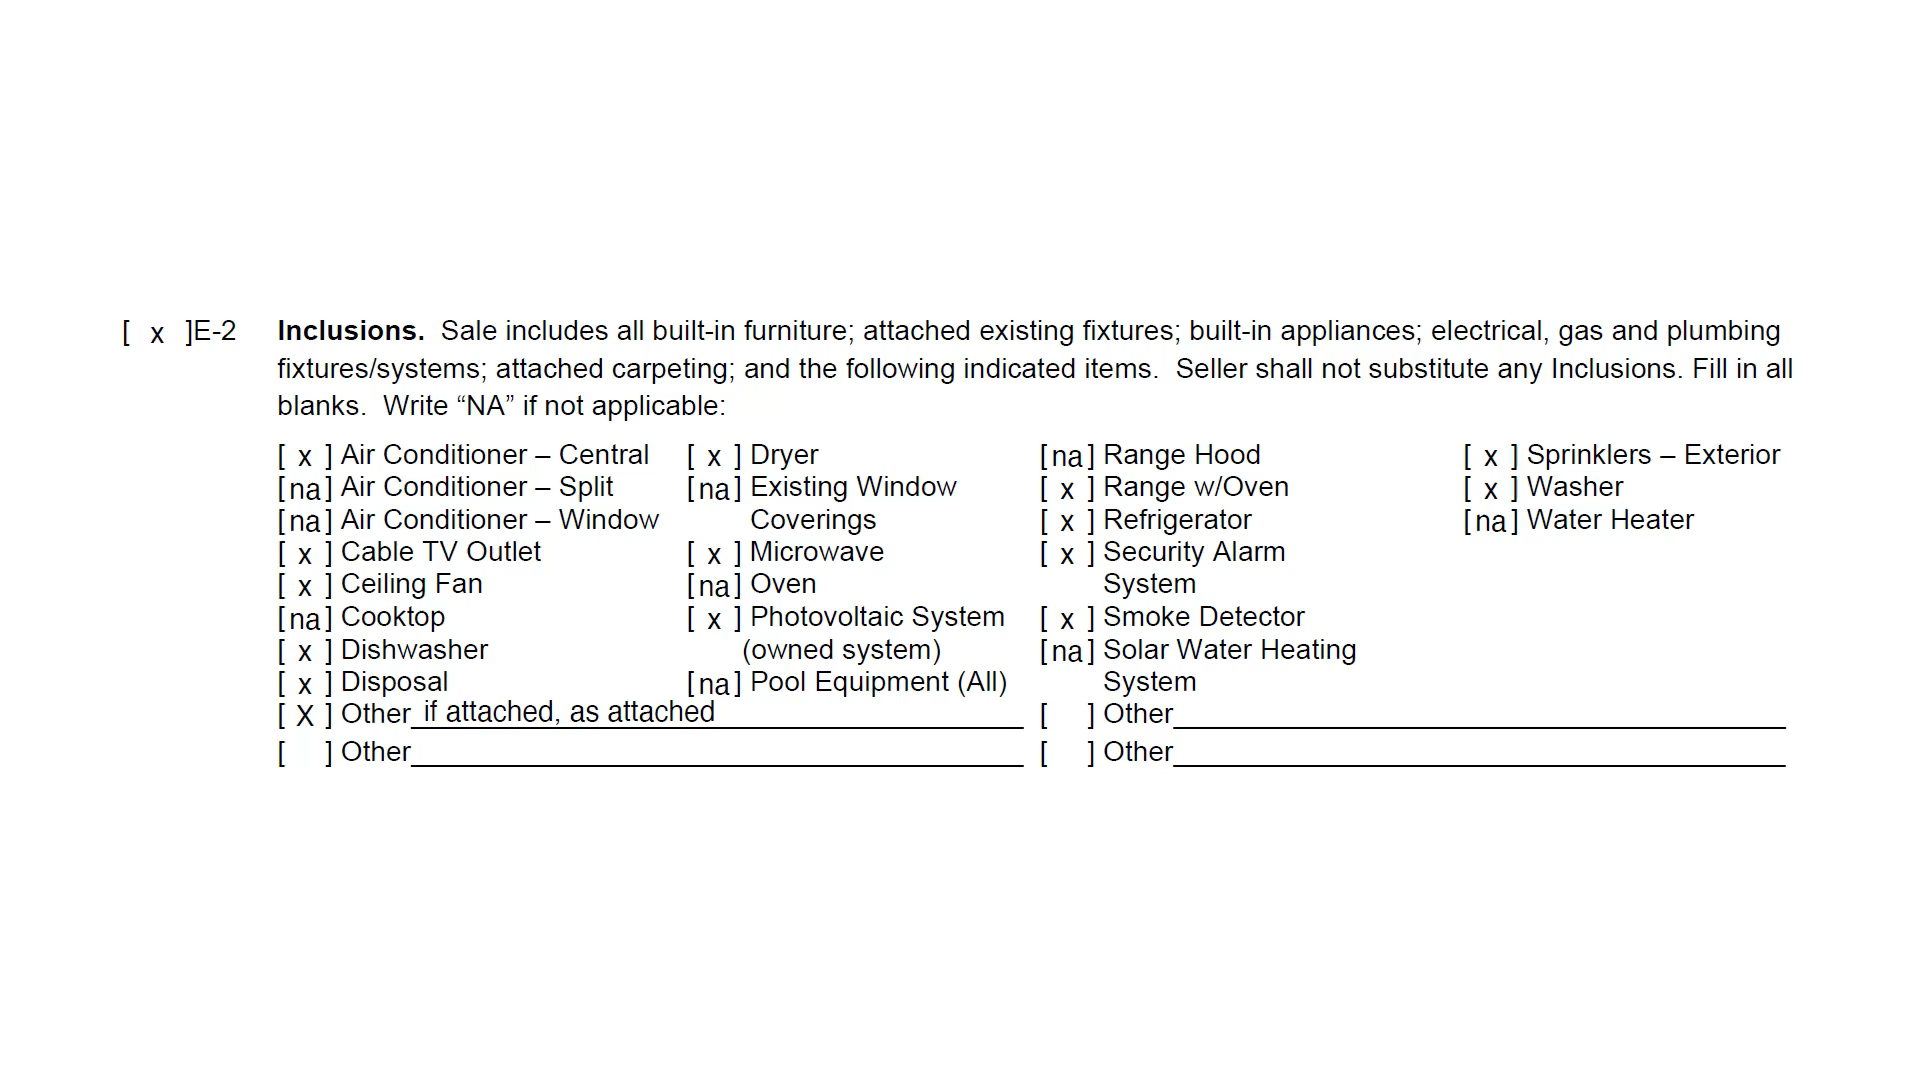 [ x ]E-2 Inclusions. Sale includes all built-in furniture; attached existing fixtures; built-in appliances; electrical, gas and plumbing
fixtures/systems; attached carpeting; and the following indicated items. Seller shall not substitute any Inclusions. Fill in all
blanks. Write “NA” if not applicable:
[ x ] Air Conditioner – Central [ x ] Dryer [na] Range Hood [ x ] Sprinklers – Exterior
[na] Air Conditioner – Split [na] Existing Window [ x ] Range w/Oven [ x ] Washer
[na] Air Conditioner – Window Coverings [ x ] Refrigerator [na] Water Heater
[ x ] Cable TV Outlet [ x ] Microwave [ x ] Security Alarm
[ x ] Ceiling Fan [na] Oven System
[na] Cooktop [ x ] Photovoltaic System [ x ] Smoke Detector
[ x ] Dishwasher (owned system) [na] Solar Water Heating
[ x ] Disposal [na] Pool Equipment (All) System
[ X ] Other if attached, as attached [ ] Other
[ ] Other [ ] Other